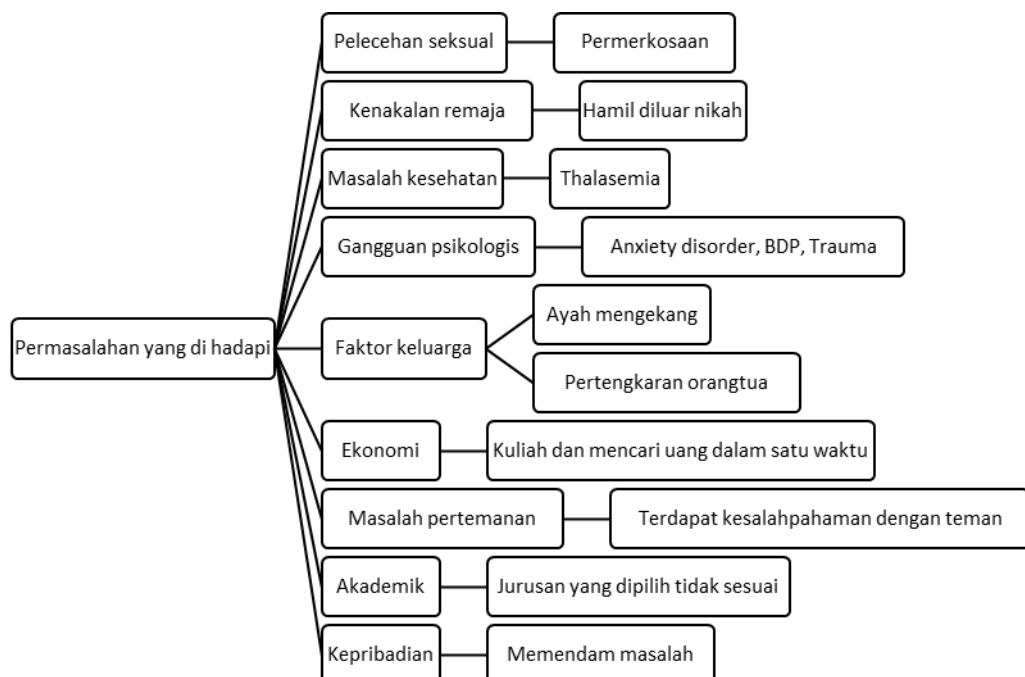 Pelecehan seksual
Permerkosaan
Kenakalan remaja
Hamil diluar nikah
Masalah kesehatan
Thalasemia
Gangguan psikologis
Anxiety disorder, BDP, Trauma
Permasalahan yang di hadapi
Faktor keluarga
Ayah mengekang
Pertengkaran orangtua
Ekonomi
Kuliah dan mencari uang dalam satu waktu
Masalah pertemanan
Terdapat kesalahpahaman dengan teman
Akademik
Jurusan yang dipilih tidak sesuai
Kepribadian
Memendam masalah